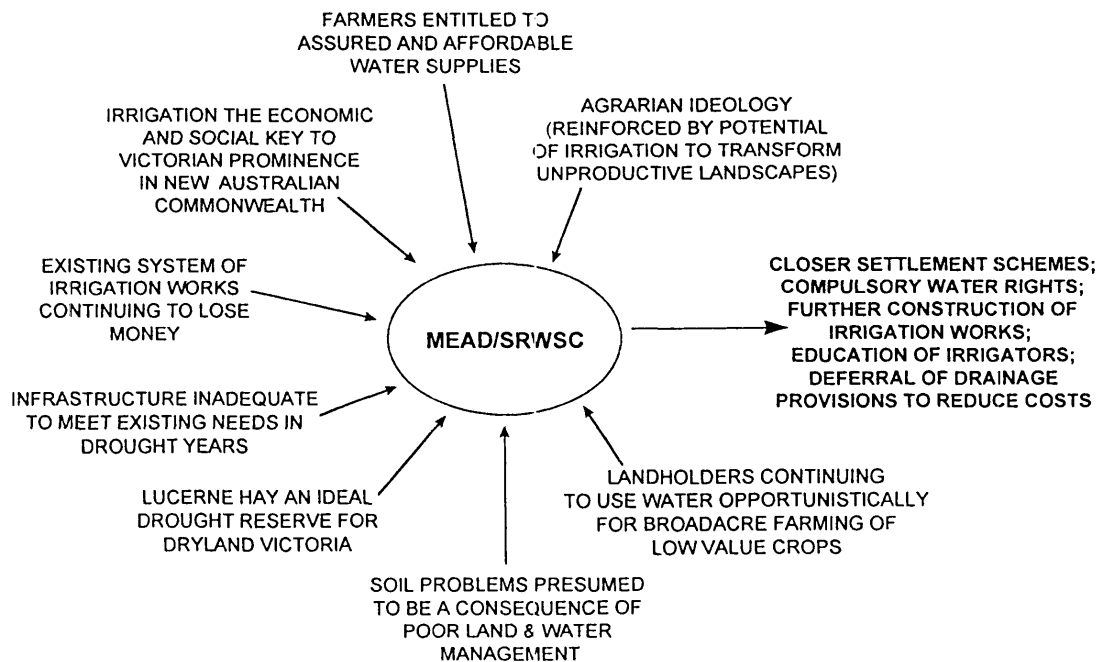 FARMERS ENTITLED TO
ASSURED AND AFFORDABLE
WATER SUPPLIES
IRRIGATION THE ECONOMIC
AND SOCIAL KEY TO
VICTORIAN PROMINENCE
IN NEW AUSTRALIAN
COMMONWEALTH
AGRARIAN IDEOLOGY
(REINFORCED BY POTENTIAL
OF IRRIGATION TO TRANSFORM
UNPRODUCTIVE LANDSCAPES)
EXISTING SYSTEM OF
IRRIGATION WORKS
CONTINUING TO LOSE
MONEY
MEAD/SRWSC
CLOSER SETTLEMENT SCHEMES;
COMPULSORY WATER RIGHTS;
FURTHER CONSTRUCTION OF
IRRIGATION WORKS;
EDUCATION OF IRRIGATORS;
DEFERRAL OF DRAINAGE
PROVISIONS TO REDUCE COSTS
INFRASTRUCTURE INADEQUATE
TO MEET EXISTING NEEDS IN
DROUGHT YEARS
LUCERNE HAY AN IDEAL
DROUGHT RESERVE FOR
DRYLAND VICTORIA
LANDHOLDERS CONTINUING
TO USE WATER OPPORTUNISTICALLY
FOR BROADACRE FARMING OF
LOW VALUE CROPS
SOIL PROBLEMS PRESUMED
TO BE A CONSEQUENCE OF
POOR LAND & WATER
MANAGEMENT